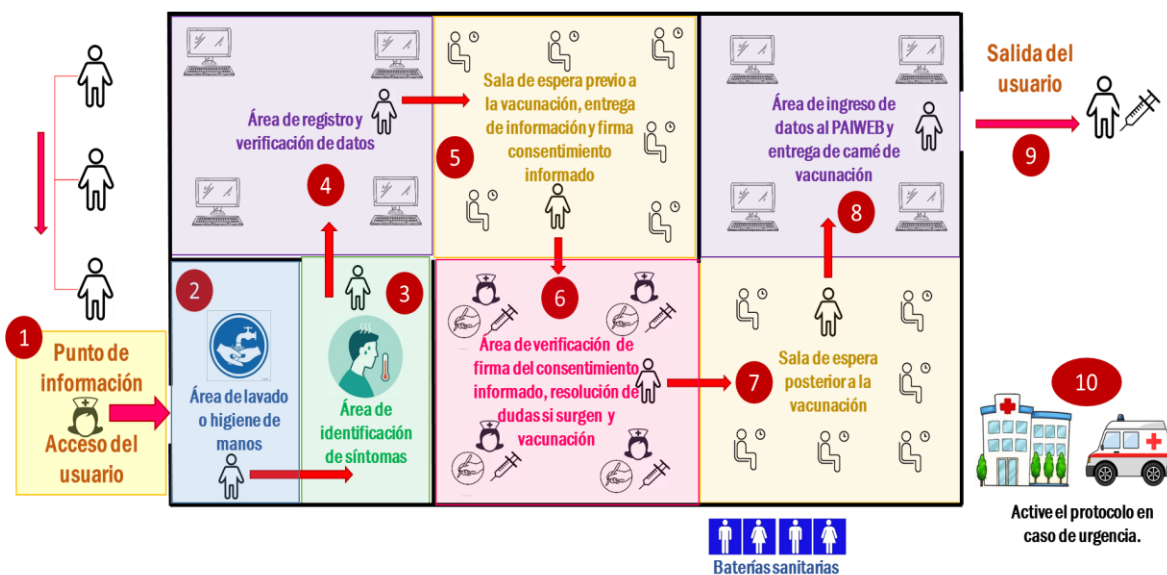 1
Punto de
información
Acceso del
usuario
2
Área de lavado
o higiene de
manos
3
Área de
identificación
de síntomas
4
Área de registro y
verificación de datos
5
Sala de espera previo a
la vacunación, entrega
de información y firma
consentimiento
informado
6
Área de verificación de
firma del consentimiento
informado, resolución de
dudas si surgen y
vacunación
7
Sala de espera
posterior a la
vacunación
8
Área de ingreso de
datos al PAIWEB y
entrega de carné de
vacunación
Salida del
usuario
9
10
Active el protocolo en
caso de urgencia.
Baterías sanitarias